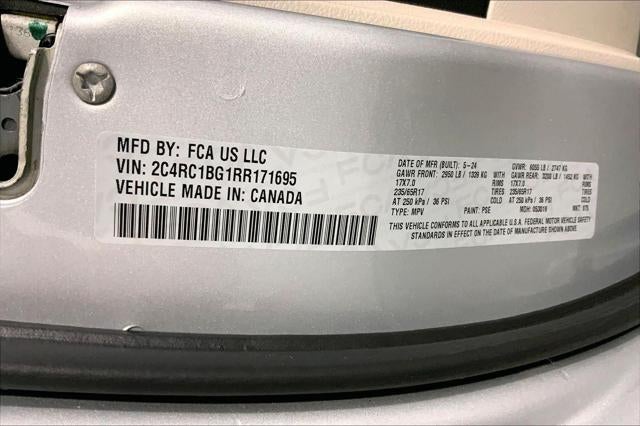 MFD BY: FCA US LLC
VIN: 2C4RC1BG1RR171695
VEHICLE MADE IN: CANADA
DATE OF MFR (BUILT): 5-24 GVWR: 6055 LB / 2747 KG
GAWR FRONT: 2950 LB / 1339 KG WITH GAWR REAR: 3200 LB / 1452 KG WITH
17X7.0 RIMS 17X7.0 RIMS
235/65R17 TIRES 235/65R17 TIRES
AT 250 kPa / 36 PSI COLD AT 250 kPa / 36 PSI COLD
TYPE: MPV PAINT: PSE MDH: 053018
THIS VEHICLE CONFORMS TO ALL APPLICABLE U.S.A. FEDERAL MOTOR VEHICLE SAFETY
STANDARDS IN EFFECT ON THE DATE OF MANUFACTURE SHOWN ABOVE.